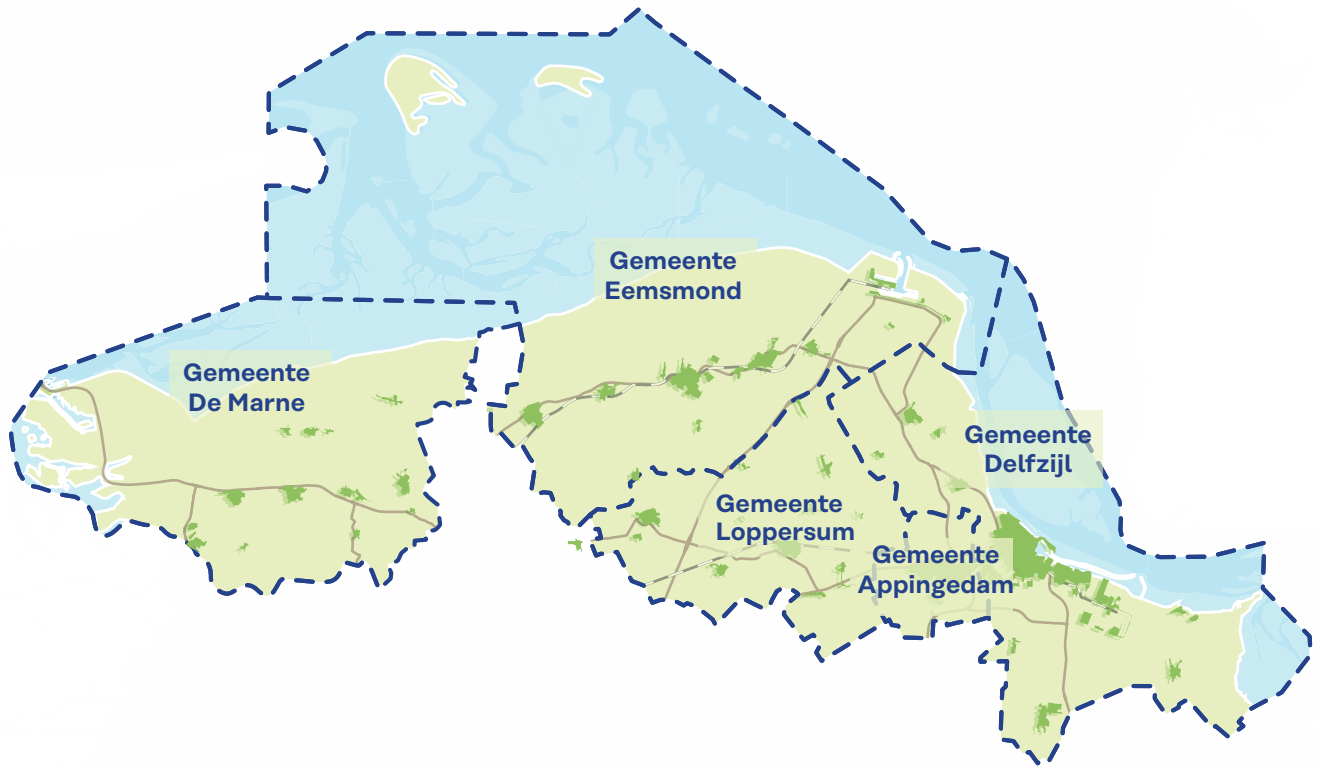 Gemeente
Eemsmond
Gemeente
De Marne
Gemeente
Delfzijl
Gemeente
Loppersum
Gemeente
Appingedam